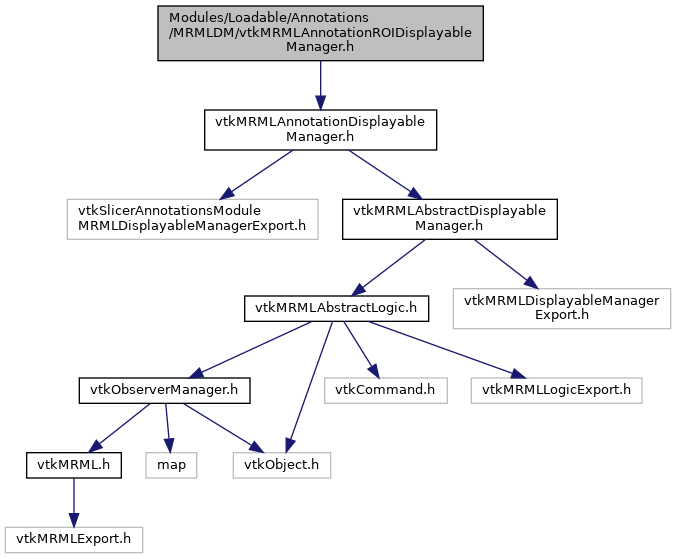 Modules/Loadable/Annotations
/MRMLDM/vtkMRMLAnnotationROIDisplayable
Manager.h
vtkMRMLAnnotationDisplayable
Manager.h
vtkSlicerAnnotationsModule
MRMLDisplayableManagerExport.h
vtkMRMLAbstractDisplayable
Manager.h
vtkMRMLAbstractLogic.h
vtkMRMLDisplayableManager
Export.h
vtkObserverManager.h
vtkCommand.h
vtkMRMLLogicExport.h
vtkMRML.h
map
vtkObject.h
vtkMRMLExport.h